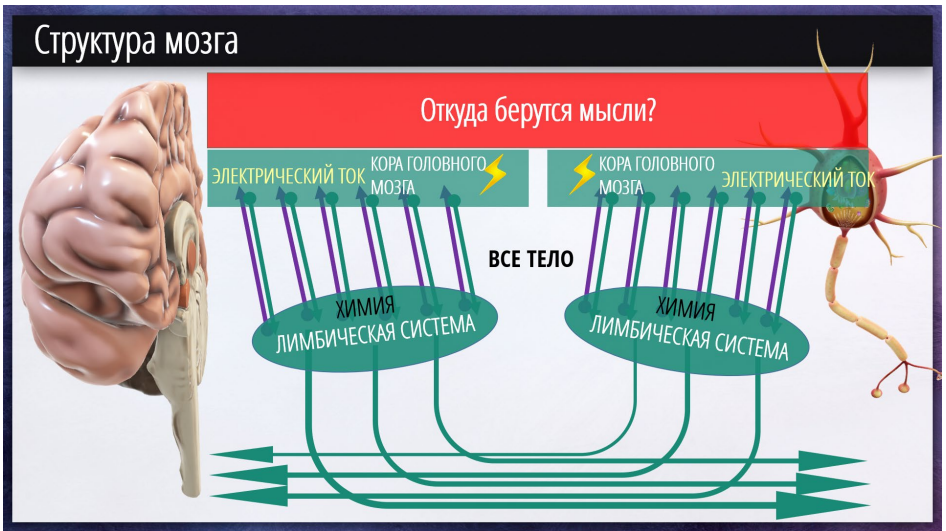 Структура мозга
Откуда берутся мысли?
ЭЛЕКТРИЧЕСКИЙ ТОК
КОРА ГОЛОВНОГО
МОЗГА
КОРА ГОЛОВНОГО
МОЗГА
ЭЛЕКТРИЧЕСКИЙ ТОК
ВСЕ ТЕЛО
ХИМИЯ
ЛИМБИЧЕСКАЯ СИСТЕМА
ХИМИЯ
ЛИМБИЧЕСКАЯ СИСТЕМА